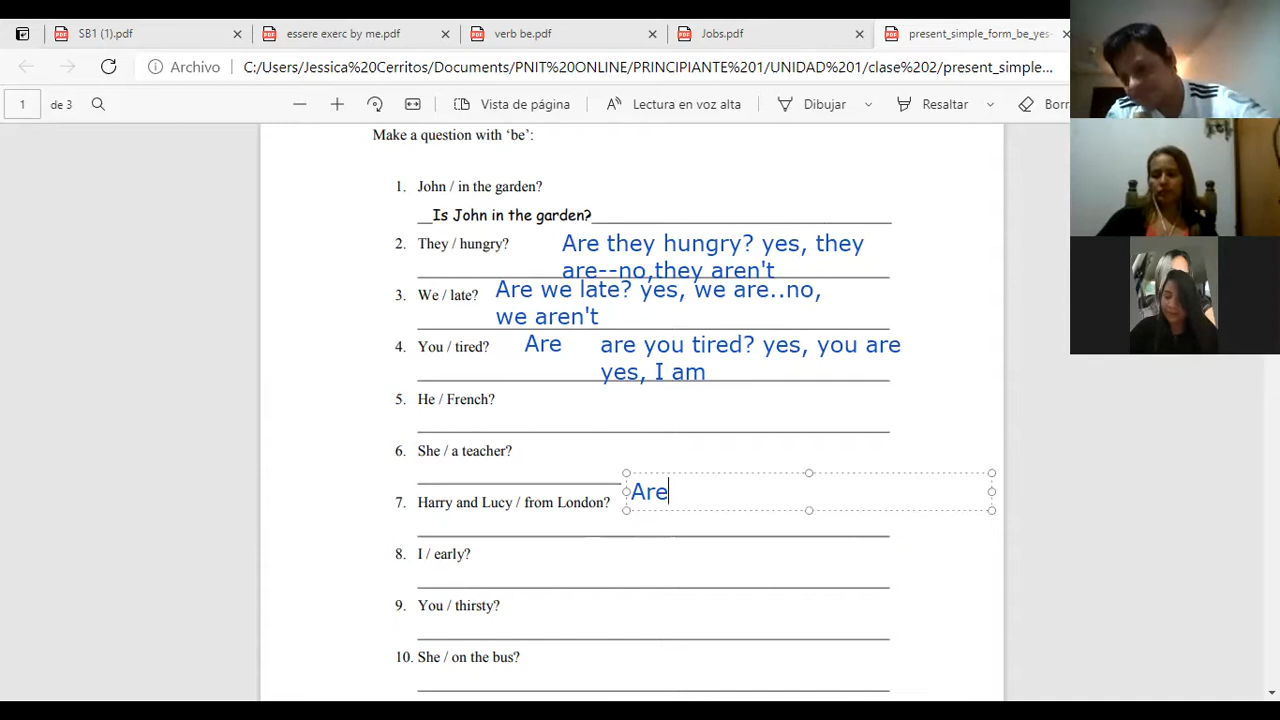 SB1 (1).pdf
essere exerc by me.pdf
verb be.pdf
Jobs.pdf
present_simple_form_be_yes-
Archivo
C:/Users/Jessica%20Cerritos/Documents/PNIT%20ONLINE/PRINCIPIANTE%201/UNIDAD%201/clase%202/present_simple...
1 de 3
Vista de página
Lectura en voz alta
Dibujar
Resaltar
Borr
Make a question with ‘be’:
1. John / in the garden?
__Is John in the garden?
2. They / hungry?
Are they hungry? yes, they
are--no,they aren't
3. We / late?
Are we late? yes, we are..no,
we aren't
4. You / tired?
Are
are you tired? yes, you are
yes, I am
5. He / French?
6. She / a teacher?
7. Harry and Lucy / from London?
Are
8. I / early?
9. You / thirsty?
10. She / on the bus?